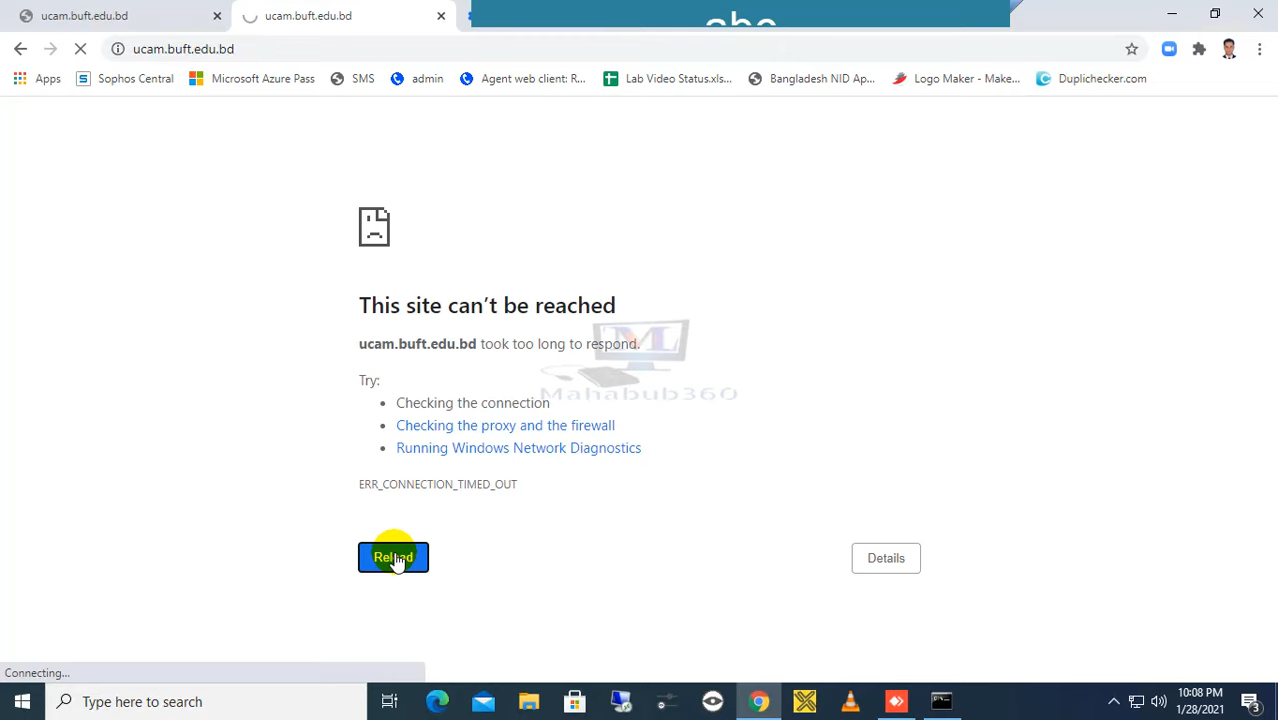 ucam.buft.edu.bd
ucam.buft.edu.bd
ucam.buft.edu.bd
Apps
Sophos Central
Microsoft Azure Pass
SMS
admin
Agent web client: R...
Lab Video Status.xls...
Bangladesh NID Ap...
Logo Maker - Make...
Duplichecker.com
This site can’t be reached
ucam.buft.edu.bd took too long to respond.
Try:
Checking the connection
Checking the proxy and the firewall
Running Windows Network Diagnostics
Mahabub360
ERR_CONNECTION_TIMED_OUT
Reload
Details
Connecting...
Type here to search
10:08 PM
1/28/2021
3